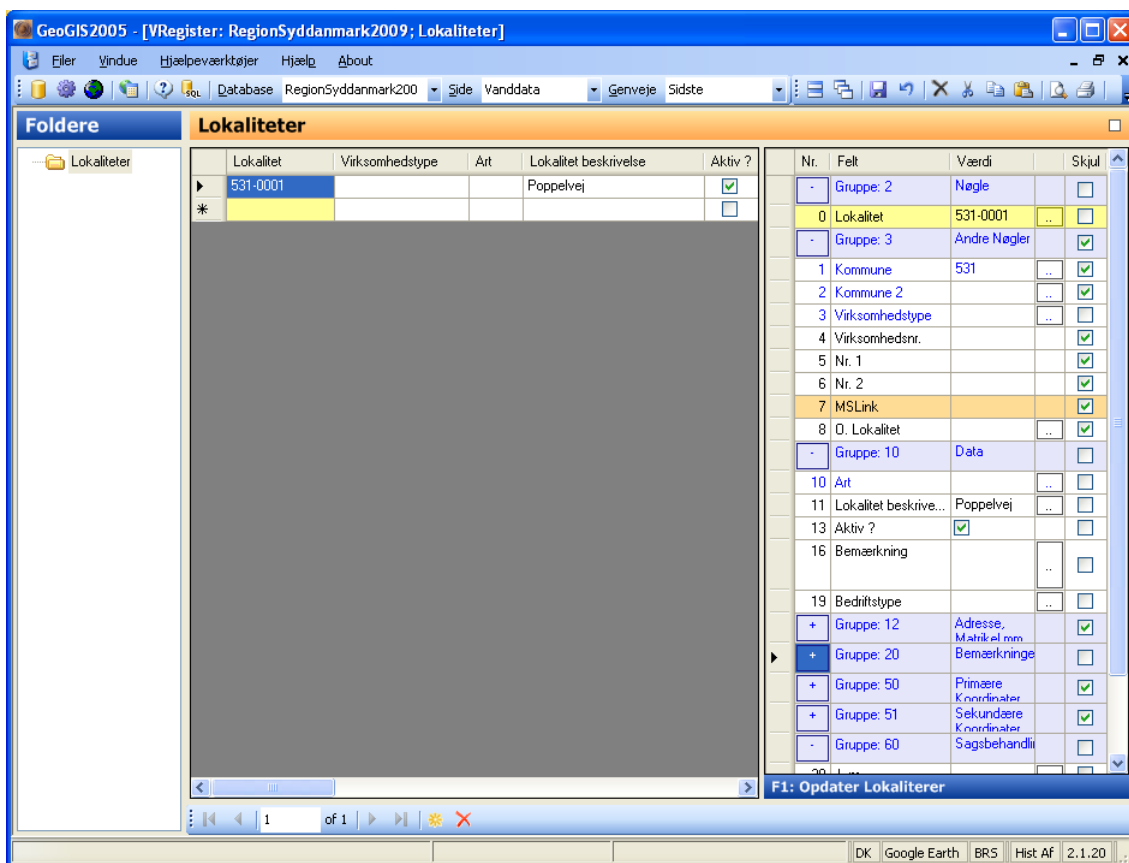 GeoGIS2005 - [VRegister: RegionSyddanmark2009; Lokaliteter]
Filer Vindue Hjælpeværktøjer Hjælp About
SQL Database RegionSyddanmark200 Side Vanddata Genveje Sidste
Foldere
Lokaliteter
Lokaliteter
Lokalitet Virksomhedstype Art Lokalitet beskrivelse Aktiv ?
531-0001 Poppelvej
Nr. Felt Værdi Skjul
- Gruppe: 2 Nøgle
0 Lokalitet 531-0001 ..
- Gruppe: 3 Andre Nøgler
1 Kommune 531 ..
2 Kommune 2 ..
3 Virksomhedstype ..
4 Virksomhedsnr.
5 Nr. 1
6 Nr. 2
7 MSLink
8 O. Lokalitet ..
- Gruppe: 10 Data
10 Art ..
11 Lokalitet beskrive... Poppelvej ..
13 Aktiv ?
16 Bemærkning ..
19 Bedriftstype ..
+ Gruppe: 12 Adresse,
Matrikel mm
+ Gruppe: 20 Bemærkninge
+ Gruppe: 50 Primære
Koordinater
+ Gruppe: 51 Sekundære
Koordinater
- Gruppe: 60 Sagsbehandli
F1: Opdater Lokaliterer
1 of 1
DK Google Earth BRS Hist Af 2.1.20